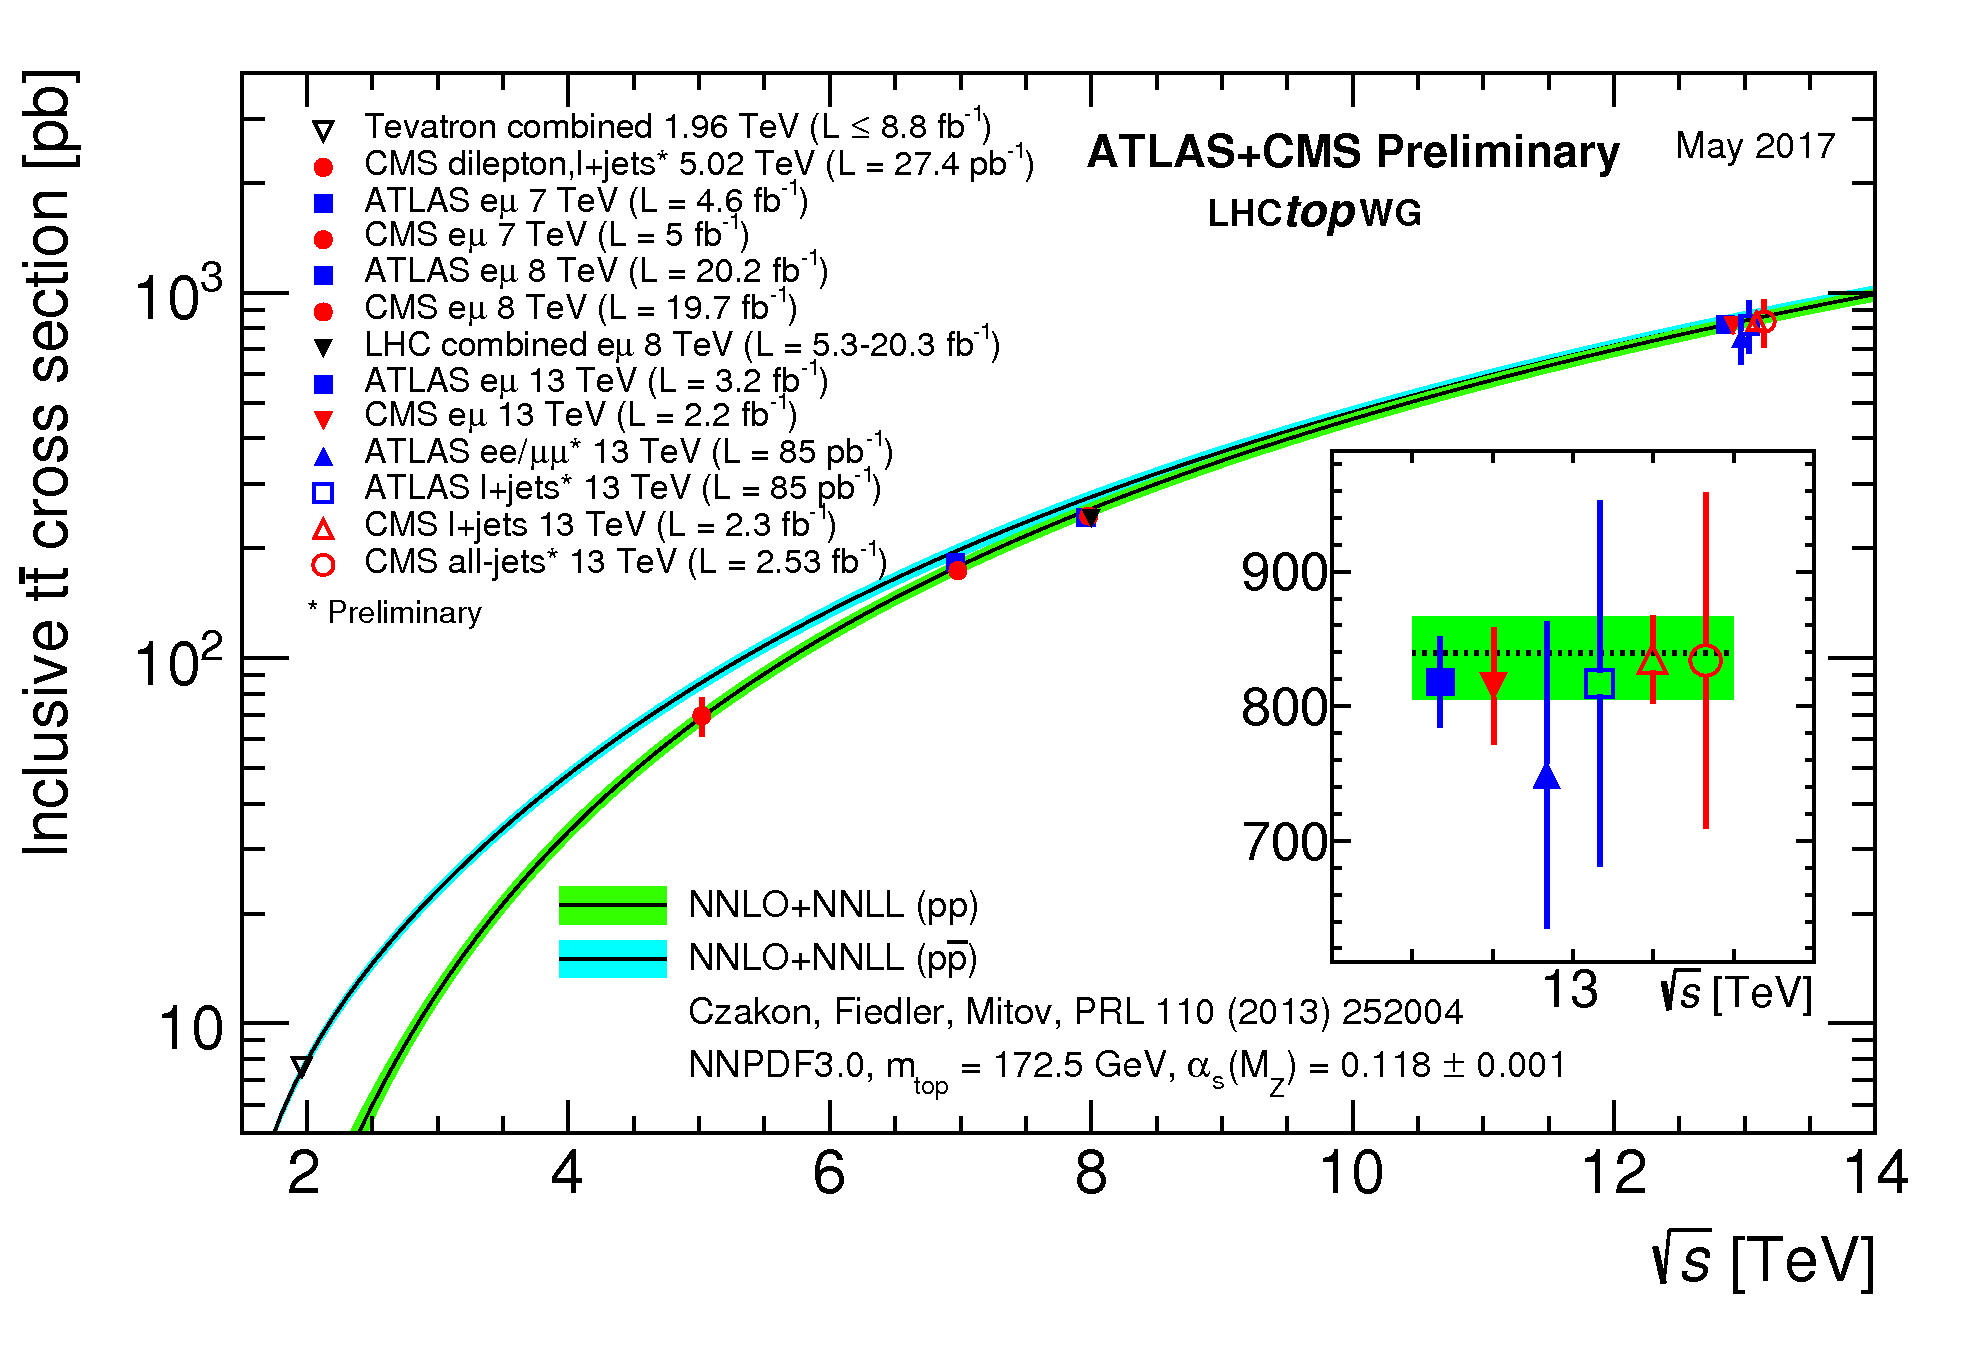 Inclusive tt̄ cross section [pb]
Tevatron combined 1.96 TeV (L ≤ 8.8 fb⁻¹)
CMS dilepton,l+jets* 5.02 TeV (L = 27.4 pb⁻¹)
ATLAS eμ 7 TeV (L = 4.6 fb⁻¹)
CMS eμ 7 TeV (L = 5 fb⁻¹)
ATLAS eμ 8 TeV (L = 20.2 fb⁻¹)
CMS eμ 8 TeV (L = 19.7 fb⁻¹)
LHC combined eμ 8 TeV (L = 5.3-20.3 fb⁻¹)
ATLAS eμ 13 TeV (L = 3.2 fb⁻¹)
CMS eμ 13 TeV (L = 2.2 fb⁻¹)
ATLAS ee/μμ* 13 TeV (L = 85 pb⁻¹)
ATLAS l+jets* 13 TeV (L = 85 pb⁻¹)
CMS l+jets 13 TeV (L = 2.3 fb⁻¹)
CMS all-jets* 13 TeV (L = 2.53 fb⁻¹)
* Preliminary
ATLAS+CMS Preliminary
May 2017
LHCtopWG
10³
10²
10
900
800
700
13
√s [TeV]
NNLO+NNLL (pp)
NNLO+NNLL (pp̄)
Czakon, Fiedler, Mitov, PRL 110 (2013) 252004
NNPDF3.0, m_top = 172.5 GeV, α_s(M_Z) = 0.118 ± 0.001
2 4 6 8 10 12 14
√s [TeV]